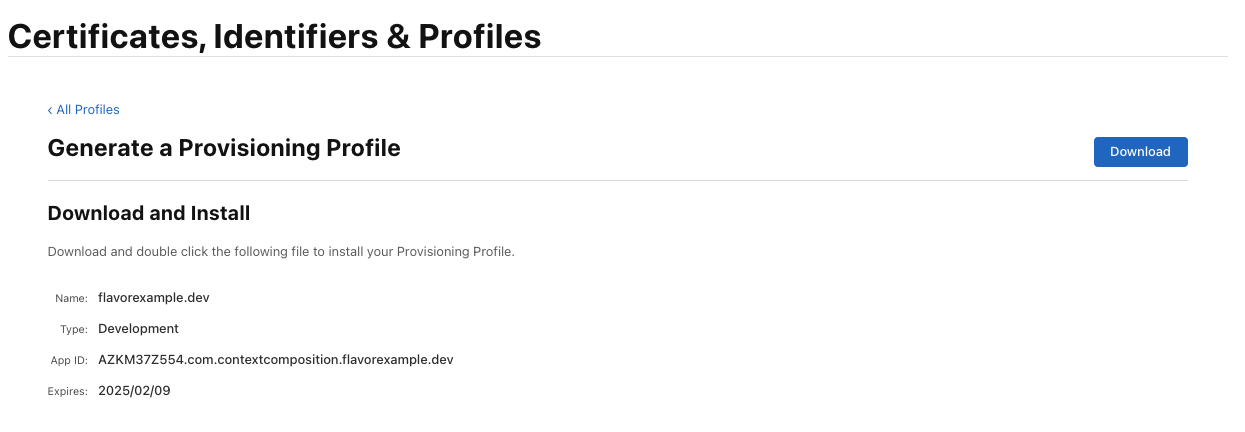 Certificates, Identifiers & Profiles
‹ All Profiles
Generate a Provisioning Profile
Download
Download and Install
Download and double click the following file to install your Provisioning Profile.
Name: flavorexample.dev
Type: Development
App ID: AZKM37Z554.com.contextcomposition.flavorexample.dev
Expires: 2025/02/09